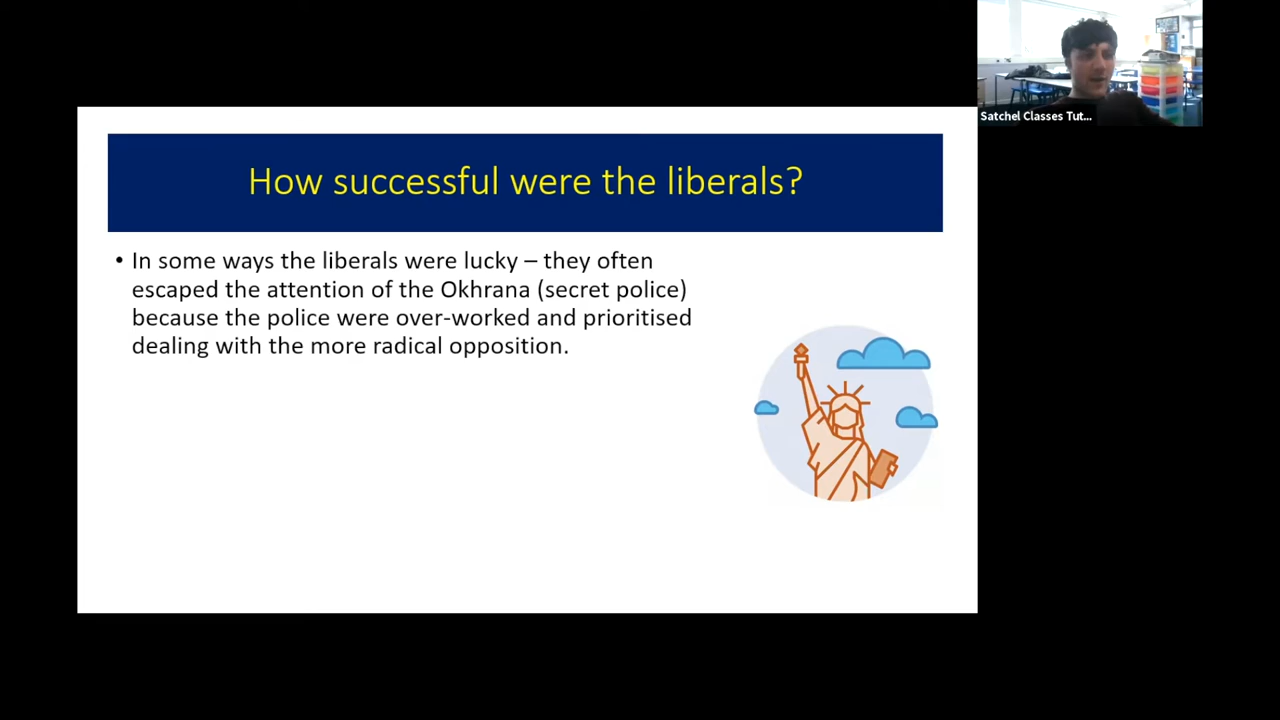 How successful were the liberals?
• In some ways the liberals were lucky – they often
escaped the attention of the Okhrana (secret police)
because the police were over-worked and prioritised
dealing with the more radical opposition.
Satchel Classes Tut...